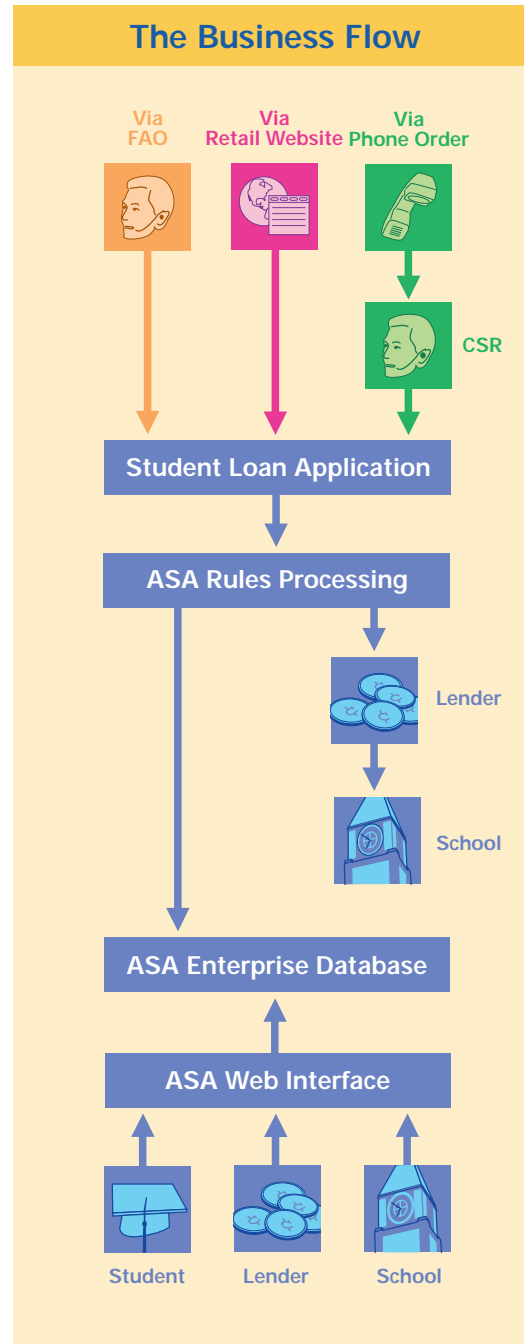 The Business Flow
Via
FAO
Via
Retail Website
Via
Phone Order
CSR
Student Loan Application
ASA Rules Processing
Lender
School
ASA Enterprise Database
ASA Web Interface
Student
Lender
School